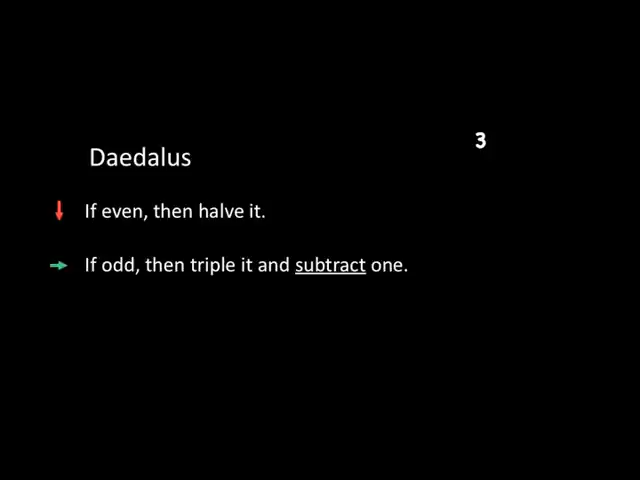 3
Daedalus
If even, then halve it.
If odd, then triple it and subtract one.